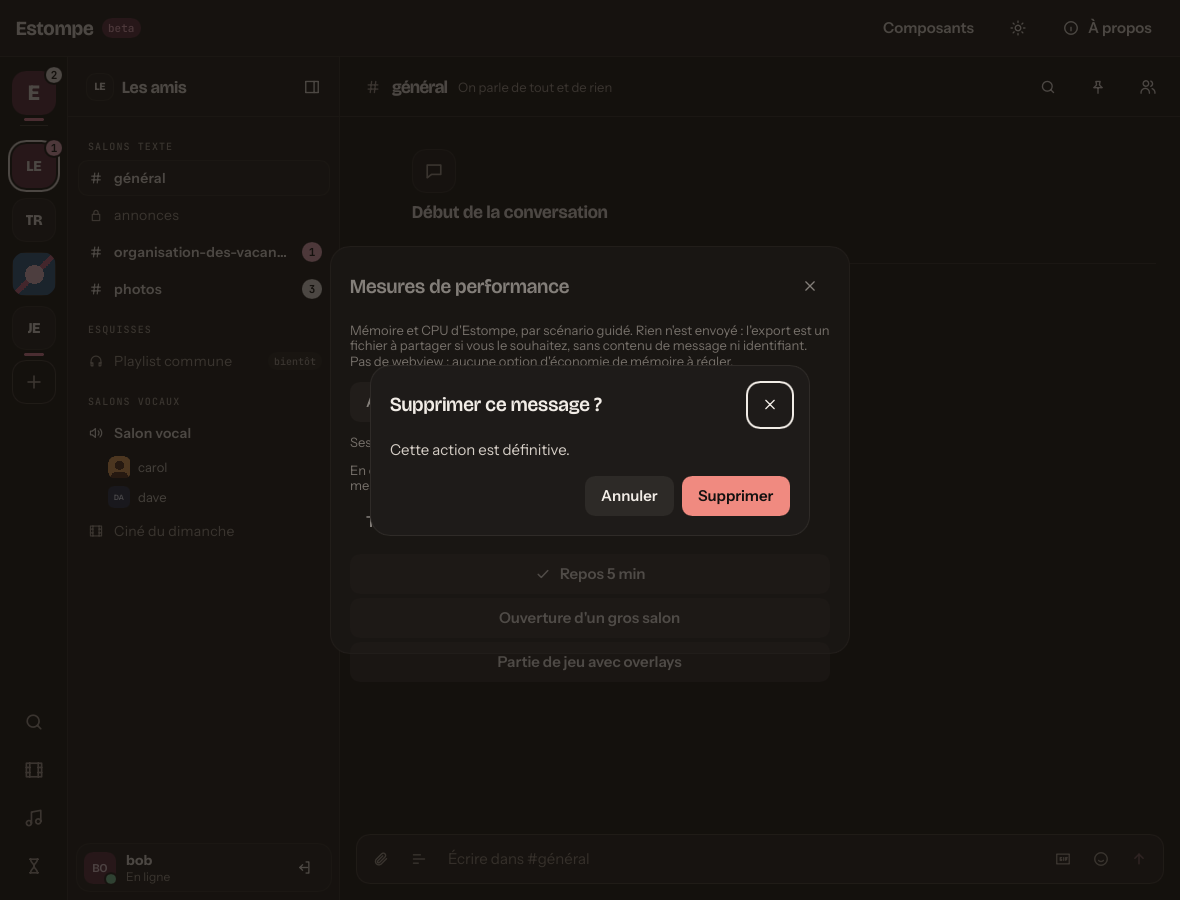 Estompe beta
Composants
À propos
E 2
LE Les amis
# général On parle de tout et de rien
SALONS TEXTE
LE 1
# général
Début de la conversation
TR
annonces
# organisation-des-vacan... 1
# photos 3
JE
ESQUISSES
Playlist commune bientôt
SALONS VOCAUX
Salon vocal
carol
DA dave
Ciné du dimanche
Mesures de performance
Mémoire et CPU d'Estompe, par scénario guidé. Rien n'est envoyé : l'export est un
fichier à partager si vous le souhaitez, sans contenu de message ni identifiant.
Pas de webview : aucune option d'économie de mémoire à régler.
Supprimer ce message ?
Cette action est définitive.
Annuler Supprimer
Ses
En
me
Repos 5 min
Ouverture d'un gros salon
Partie de jeu avec overlays
BO bob
En ligne
Écrire dans #général
GIF